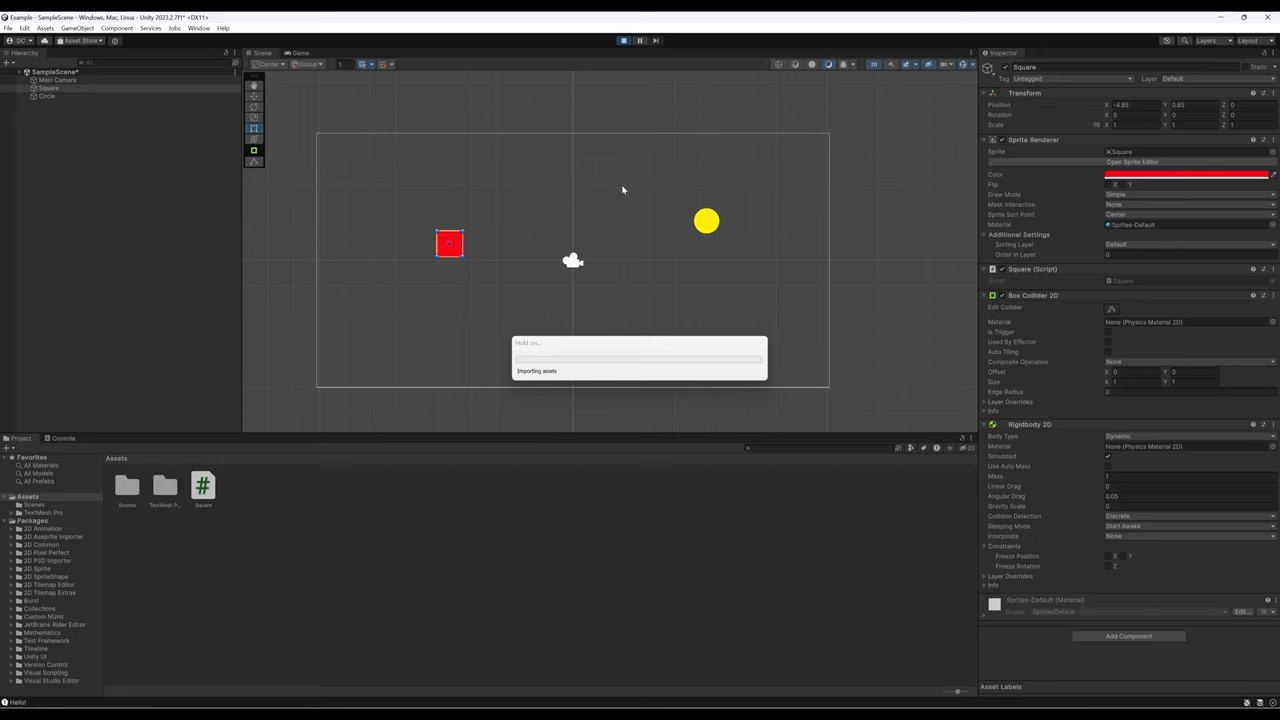 Example - SampleScene - Windows, Mac, Linux - Unity 2023.2.7f1* <DX11>
File Edit Assets GameObject Component Services Jobs Window Help
DC Asset Store Layers Layout
Hierarchy
All
SampleScene*
Main Camera
Square
Circle
Scene Game
Center Global 1 2D
Hold on...
Importing assets
Project Console
Favorites
All Materials
All Models
All Prefabs
Assets
Scenes
TextMesh Pro
Packages
2D Animation
2D Aseprite Importer
2D Common
2D Pixel Perfect
2D PSD Importer
2D Sprite
2D SpriteShape
2D Tilemap Editor
2D Tilemap Extras
Burst
Collections
Custom NUnit
JetBrains Rider Editor
Mathematics
Test Framework
Timeline
Unity UI
Version Control
Visual Scripting
Visual Studio Editor
Assets
20
#
Scenes TextMesh P... Square
Inspector
Square Static
Tag Untagged Layer Default
Transform
Position X -4.85 Y 0.65 Z 0
Rotation X 0 Y 0 Z 0
Scale X 1 Y 1 Z 1
Sprite Renderer
Sprite Square
Open Sprite Editor
Color
Flip X Y
Draw Mode Simple
Mask Interaction None
Sprite Sort Point Center
Material Sprites-Default
Additional Settings
Sorting Layer Default
Order in Layer 0
Square (Script)
Script Square
Box Collider 2D
Edit Collider
Material None (Physics Material 2D)
Is Trigger
Used By Effector
Auto Tiling
Composite Operation None
Offset X 0 Y 0
Size X 1 Y 1
Edge Radius 0
Layer Overrides
Info
Rigidbody 2D
Body Type Dynamic
Material None (Physics Material 2D)
Simulated
Use Auto Mass
Mass 1
Linear Drag 0
Angular Drag 0.05
Gravity Scale 0
Collision Detection Discrete
Sleeping Mode Start Awake
Interpolate None
Constraints
Freeze Position X Y
Freeze Rotation Z
Layer Overrides
Info
Sprites-Default (Material)
Shader Sprites/Default Edit...
Add Component
Asset Labels
Hello!